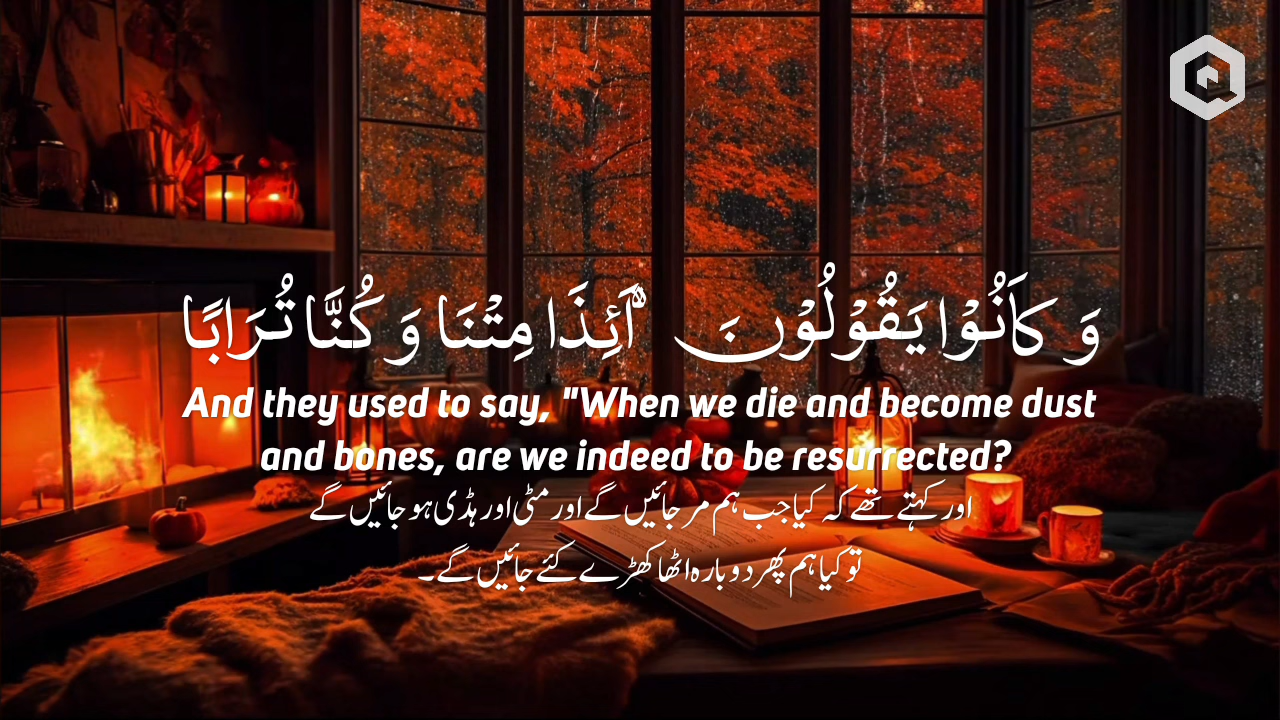 وَ كَانُوْا يَقُوْلُوْنَ ۙ۬ اَئِذَا مِتْنَا وَ كُنَّا تُرَابًا
And they used to say, "When we die and become dust
and bones, are we indeed to be resurrected?
اور کہتے تھے کہ کیا جب ہم مر جائیں گے اور مٹی اور ہڈی ہو جائیں گے
تو کیا ہم پھر دوبارہ اٹھا کھڑے کئے جائیں گے۔